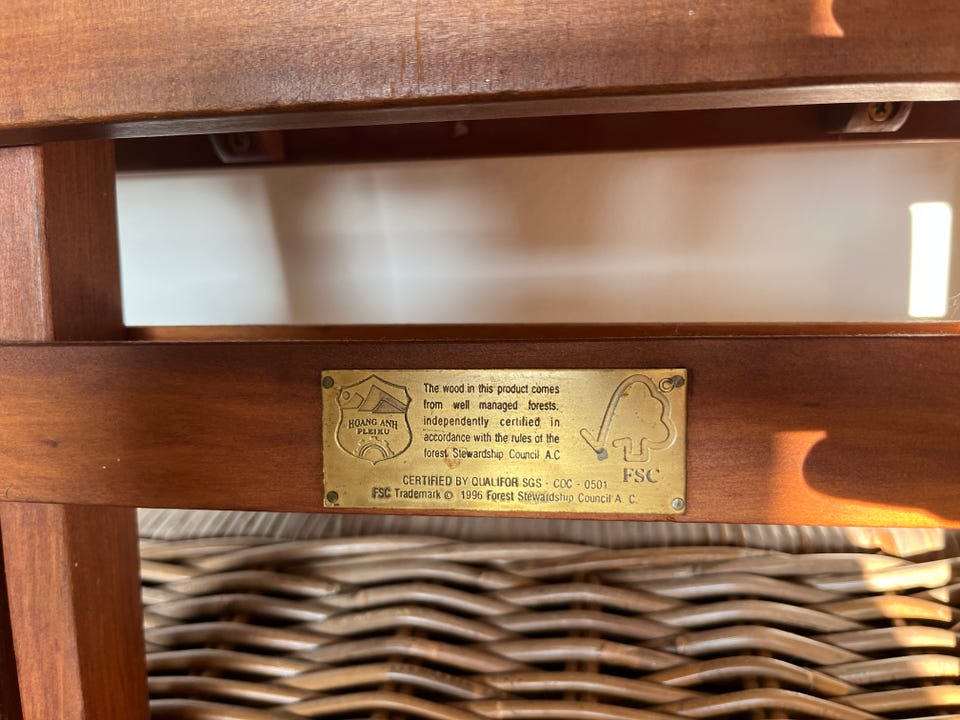 HOANG ANH
PLEIKU
The wood in this product comes
from well managed forests,
independently certified in
accordance with the rules of the
forest Stewardship Council A.C
©
FSC
CERTIFIED BY QUALIFOR SGS - COC - 0501
FSC Trademark © 1996 Forest Stewardship Council A. C.